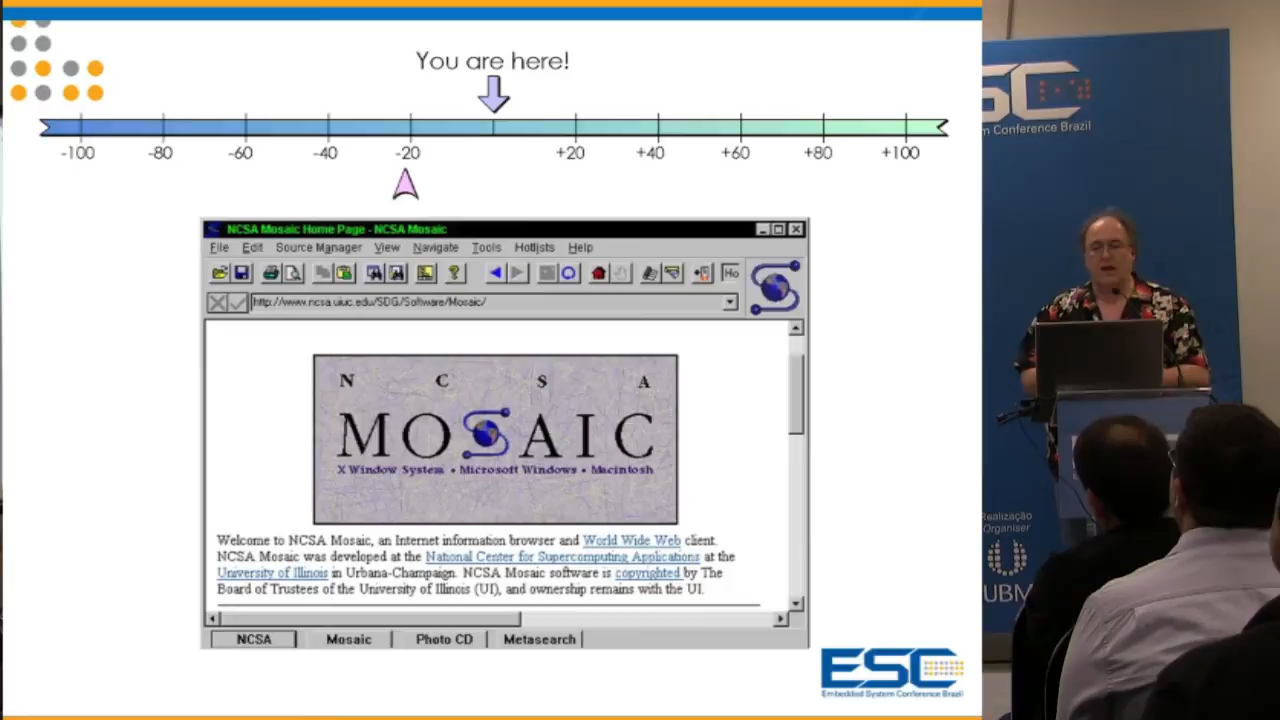 You are here!
-100 -80 -60 -40 -20 +20 +40 +60 +80 +100
NCSA Mosaic Home Page - NCSA Mosaic
File Edit Source Manager View Navigate Tools Hotlists Help
Ho
http://www.ncsa.uiuc.edu/SDG/Software/Mosaic/
N C S A
MOSAIC
X Window System • Microsoft Windows • Macintosh
Welcome to NCSA Mosaic, an Internet information browser and World Wide Web client.
NCSA Mosaic was developed at the National Center for Supercomputing Applications at the
University of Illinois in Urbana-Champaign. NCSA Mosaic software is copyrighted by The
Board of Trustees of the University of Illinois (UI), and ownership remains with the UI.
NCSA Mosaic Photo CD Metasearch
ESC
Embedded System Conference Brazil
SC
m Conference Brazil
Realização
Organiser
UBM